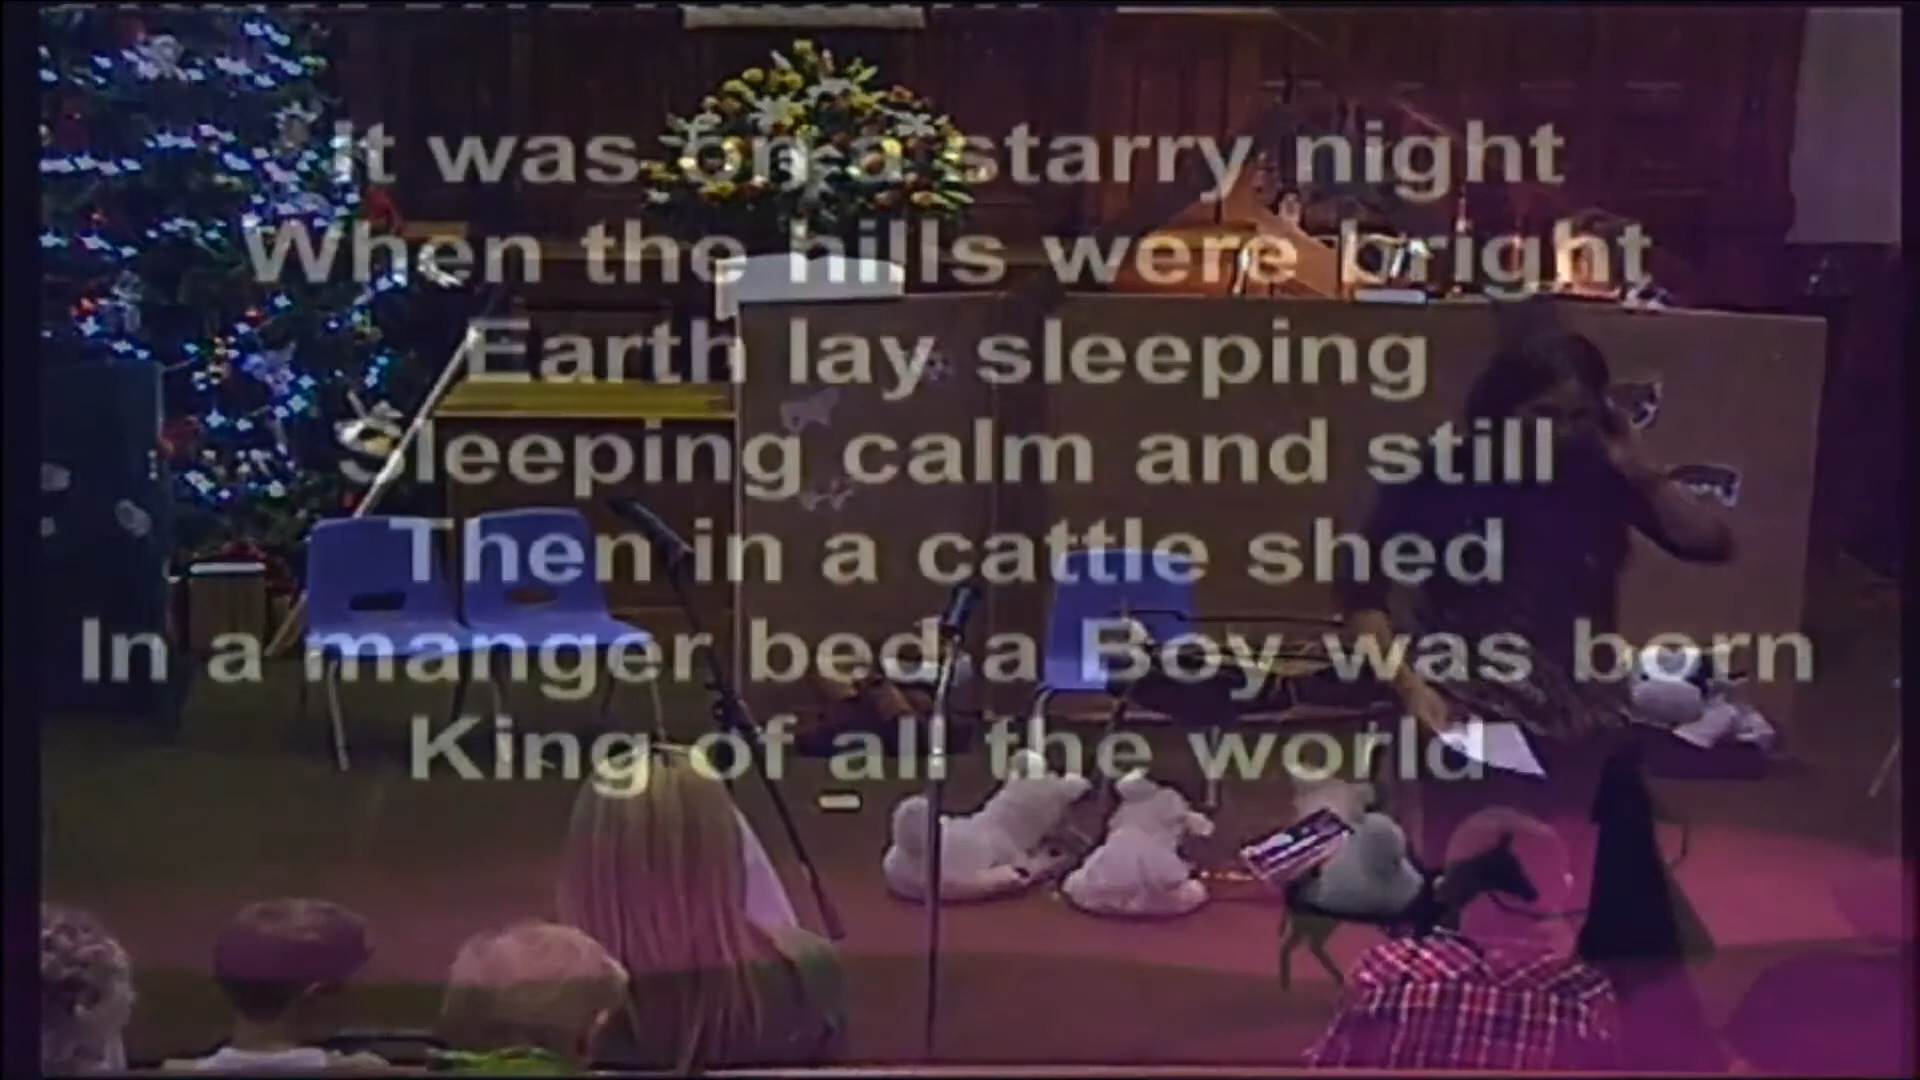 It was on a starry night
When the hills were bright
Earth lay sleeping
Sleeping calm and still
Then in a cattle shed
In a manger bed a Boy was born
King of all the world